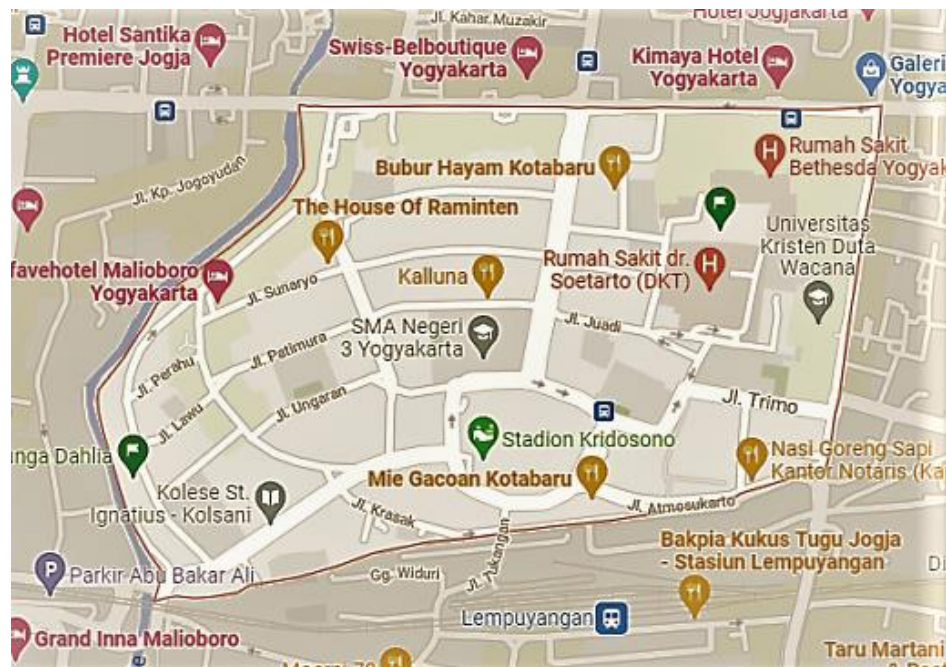 Jl. Kahar Muzakir
Hotel Jogjakarta
Hotel Santika
Premiere Jogja
Swiss-Belboutique
Yogyakarta
Kimaya Hotel
Yogyakarta
Galeri
Yogya
Bubur Hayam Kotabaru
Rumah Sakit
Bethesda Yogyak
Jl. Kp. Jogoyudan
The House Of Raminten
Universitas
Kristen Duta
Wacana
favehotel Malioboro
Yogyakarta
Jl. Sunaryo
Kalluna
Rumah Sakit dr.
Soetarto (DKT)
SMA Negeri
3 Yogyakarta
Jl. Juadi
Jl. Patimura
Jl. Perahu
Jl. Ungaran
Jl. Trimo
Jl. Lawu
Stadion Kridosono
nga Dahlia
Nasi Goreng Sapi
Kantor Notaris (Ka
Mie Gacoan Kotabaru
Kolese St.
Ignatius - Kolsani
Jl. Krasak
Jl. Atmosukarto
Jl. Tukangan
Bakpia Kukus Tugu Jogja
- Stasiun Lempuyangan
Parkir Abu Bakar Ali
Gg. Widuri
Lempuyangan
Grand Inna Malioboro
Taru Martani